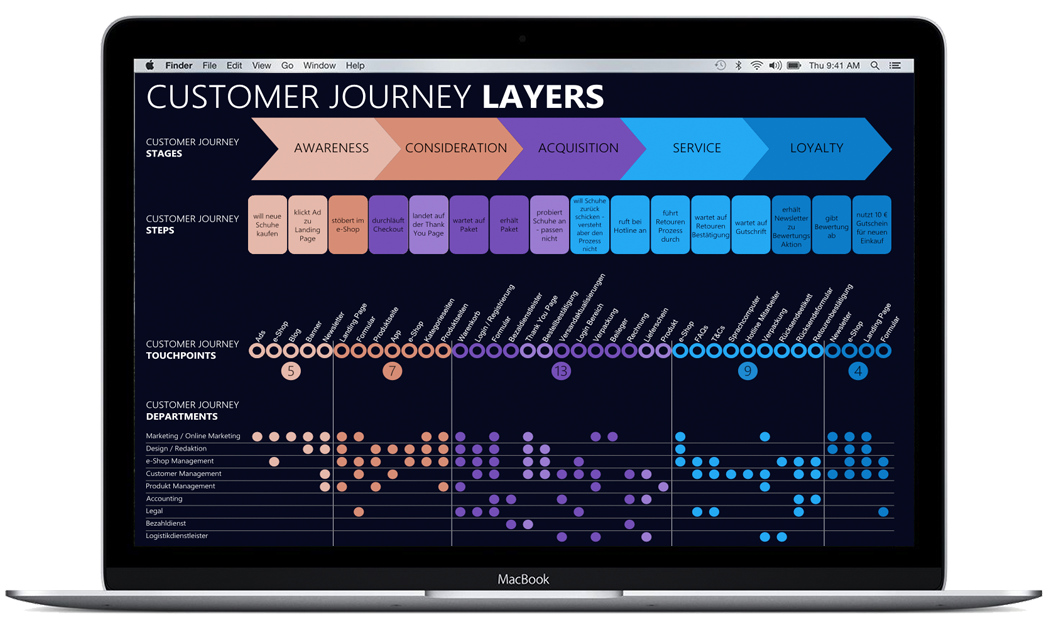 Finder File Edit View Go Window Help Thu 9:41 AM
CUSTOMER JOURNEY LAYERS
CUSTOMER JOURNEY
STAGES
AWARENESS
CONSIDERATION
ACQUISITION
SERVICE
LOYALTY
CUSTOMER JOURNEY
STEPS
will neue
Schuhe
kaufen
klickt Ad
zu
Landing
Page
stöbert im
e-Shop
durchläuft
Checkout
landet auf
der Thank
You Page
wartet auf
Paket
erhält
Paket
probiert
Schuhe an
- passen
nicht
will Schuhe
zurück
schicken -
versteht
aber den
Prozess
nicht
ruft bei
Hotline an
führt
Retouren
Prozess
durch
wartet auf
Retouren
Bestätigung
wartet auf
Gutschrift
erhält
Newsletter
zu
Bewertungs
Aktion
gibt
Bewertung
ab
nutzt 10 €
Gutschein
für neuen
Einkauf
CUSTOMER JOURNEY
TOUCHPOINTS
Ads
e-Shop
Blog
Banner
Newsletter
Landing Page
Formular
Produktseite
App
e-Shop
Kategorieseiten
Produktseiten
Warenkorb
Login / Registrierung
Formular
Bezahldienstleister
Thank You Page
Bestellbestätigung
Versandaktualisierungen
Login Bereich
Verpackung
Beileger
Rechnung
Lieferschein
Produkt
e-Shop
FAQs
T&Cs
Sprachcomputer
Hotline Mitarbeiter
Verpackung
Rücksendeetikett
Rücksendeformular
Retourenbestätigung
Newsletter
e-Shop
Landing Page
Formular
5
7
13
9
4
CUSTOMER JOURNEY
DEPARTMENTS
Marketing / Online Marketing
Design / Redaktion
e-Shop Management
Customer Management
Produkt Management
Accounting
Legal
Bezahldienst
Logistikdienstleister
MacBook